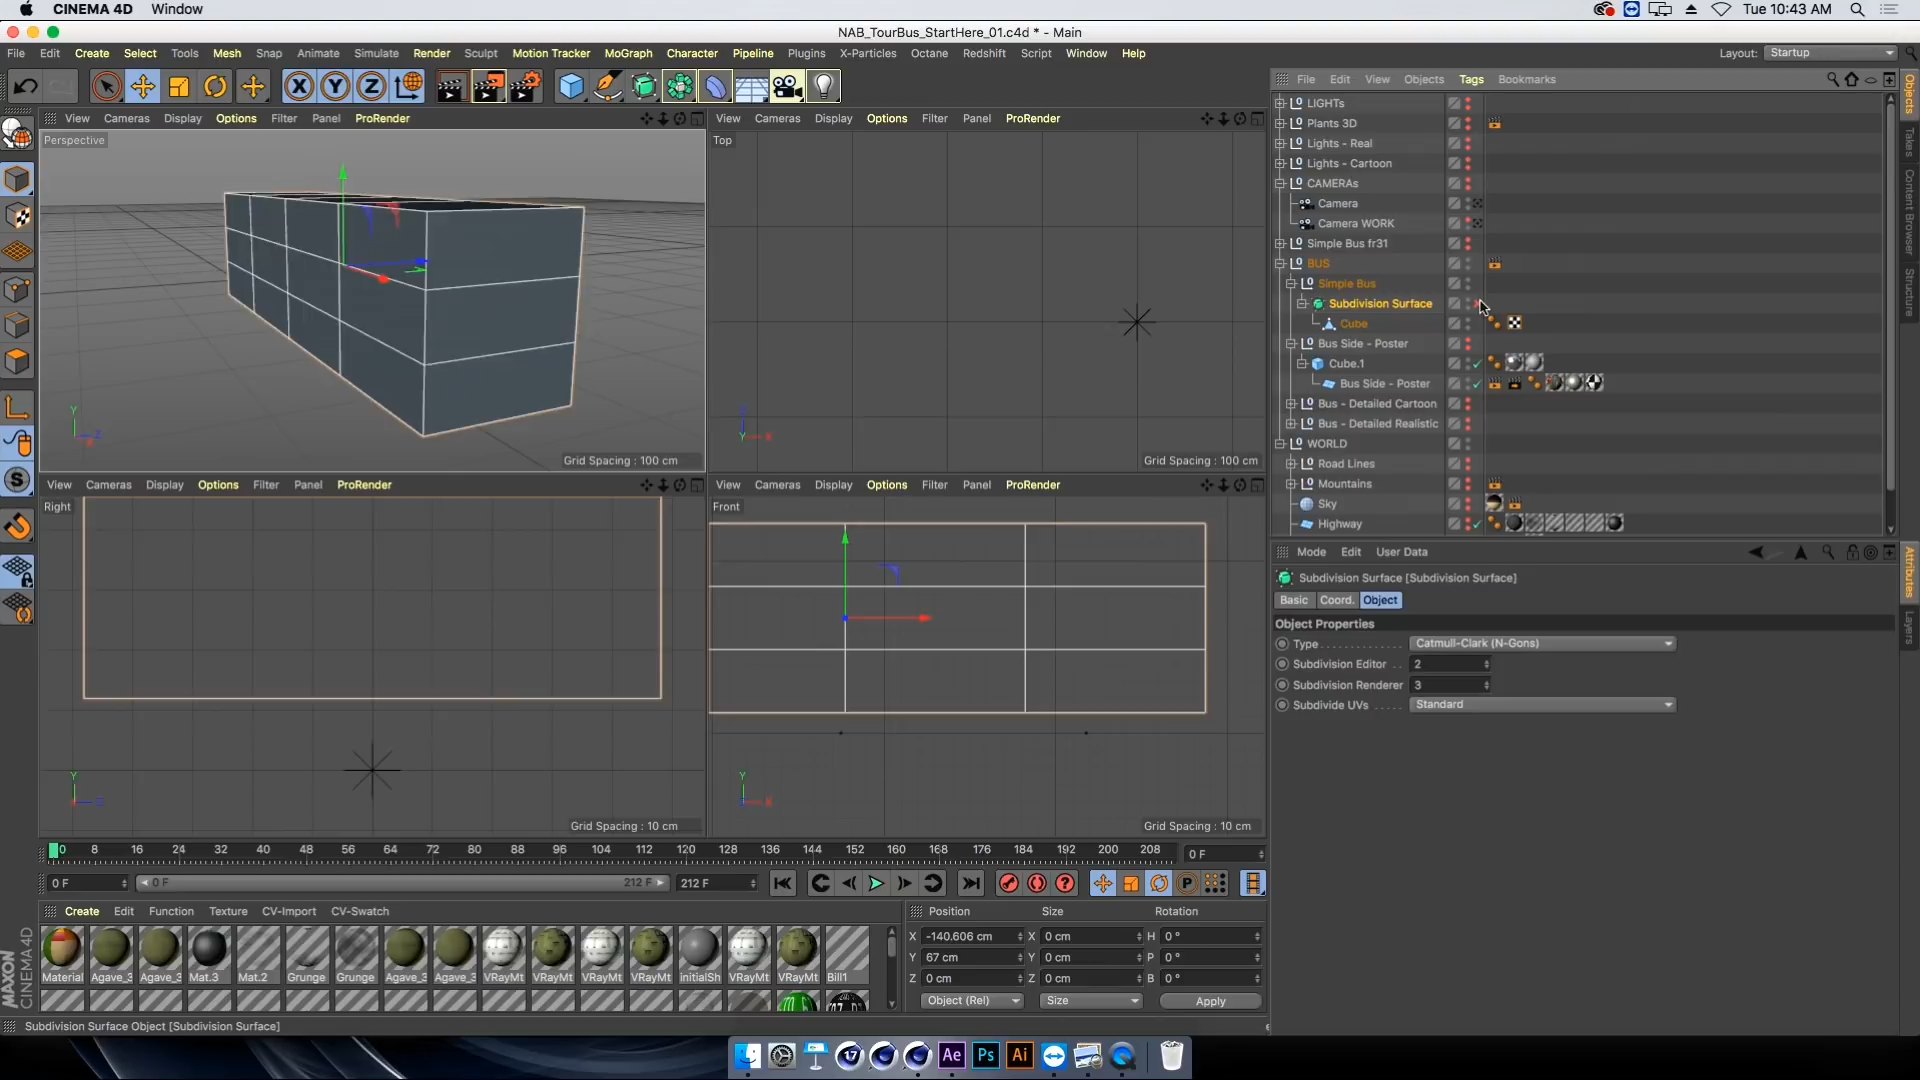 CINEMA 4D Window
Tue 10:43 AM
NAB_TourBus_StartHere_01.c4d * - Main
File Edit Create Select Tools Mesh Snap Animate Simulate Render Sculpt Motion Tracker MoGraph Character Pipeline Plugins X-Particles Octane Redshift Script Window Help
Layout: Startup
X Y Z
File Edit View Objects Tags Bookmarks
View Cameras Display Options Filter Panel ProRender
Perspective
Grid Spacing : 100 cm
View Cameras Display Options Filter Panel ProRender
Top
Grid Spacing : 100 cm
View Cameras Display Options Filter Panel ProRender
Right
Grid Spacing : 10 cm
View Cameras Display Options Filter Panel ProRender
Front
Grid Spacing : 10 cm
LIGHTs
Plants 3D
Lights - Real
Lights - Cartoon
CAMERAs
Camera
Camera WORK
Simple Bus fr31
BUS
Simple Bus
Subdivision Surface
Cube
Bus Side - Poster
Cube.1
Bus Side - Poster
Bus - Detailed Cartoon
Bus - Detailed Realistic
WORLD
Road Lines
Mountains
Sky
Highway
Objects
Takes
Content Browser
Structure
Mode Edit User Data
Subdivision Surface [Subdivision Surface]
Basic Coord. Object
Object Properties
Type Catmull-Clark (N-Gons)
Subdivision Editor 2
Subdivision Renderer 3
Subdivide UVs Standard
Attributes
Layers
0 8 16 24 32 40 48 56 64 72 80 88 96 104 112 120 128 136 144 152 160 168 176 184 192 200 208
0 F
0 F 0 F 212 F 212 F
Create Edit Function Texture CV-Import CV-Swatch
Material Agave_3 Agave_3 Mat.3 Mat.2 Grunge Grunge Agave_3 Agave_3 VRayMt VRayMt VRayMt VRayMt initialSh VRayMt VRayMt Bill1
Position Size Rotation
X -140.606 cm X 0 cm H 0 °
Y 67 cm Y 0 cm P 0 °
Z 0 cm Z 0 cm B 0 °
Object (Rel) Size Apply
MAXON CINEMA 4D
Subdivision Surface Object [Subdivision Surface]
17 Ae Ps Ai